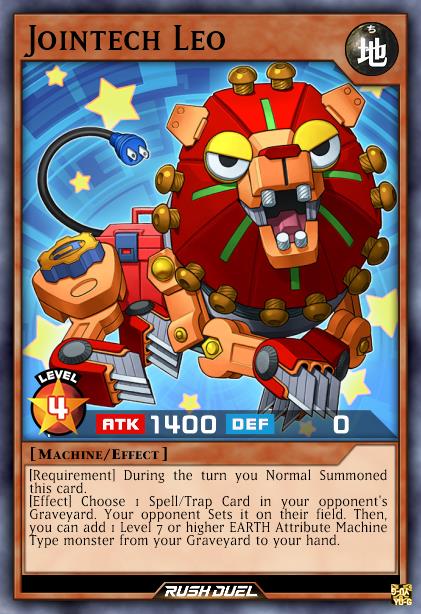 Jointech Leo
ち
地
LEVEL
4
ATK 1400 DEF 0
[Machine/Effect]
[Requirement] During the turn you Normal Summoned
this card.
[Effect] Choose 1 Spell/Trap Card in your opponent's
Graveyard. Your opponent Sets it on their field. Then,
you can add 1 Level 7 or higher EARTH Attribute Machine
Type monster from your Graveyard to your hand.
RUSH DUEL